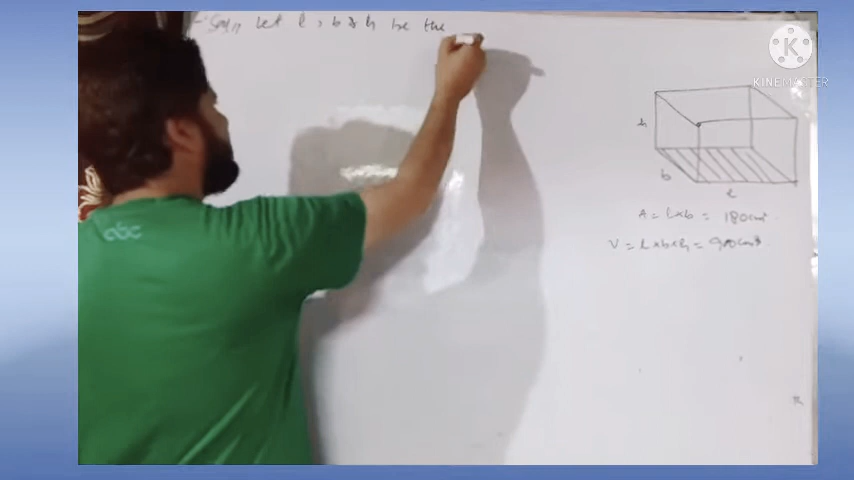 Soln Let l, b & h be the
KINEMASTER
h
b
l
A = l×b = 180cm².
V = l×b×h = 900cm³.
abc